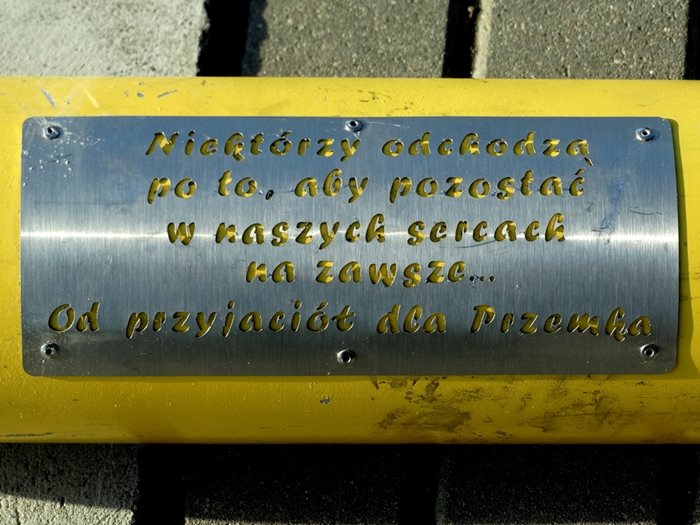 Niektórzy odchodzą
po to, aby pozostać
w naszych sercach
na zawsze...
Od przyjaciół dla Przemka